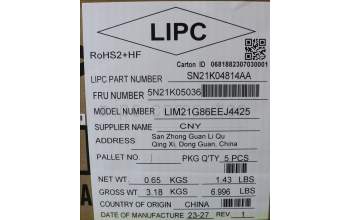 LIPC
RoHS2+HF
Carton ID 0681882307030001
LIPC PART NUMBER SN21K04814AA
FRU NUMBER 5N21K05036
MODEL NUMBER LIM21G86EEJ4425
SUPPLIER NAME CNY
ADDRESS San Zhong Guan Li Qu
Qing Xi, Dong Guan, China
PALLET PKG Q'TY 5 PCS
NET WT 0.65 KGS 1.43 LBS
GROSS WT 3.18 KGS 6.996 LBS
COUNTRY OF ORIGIN CHINA
DATE OF MANUFACTURE 23-27 REV 1